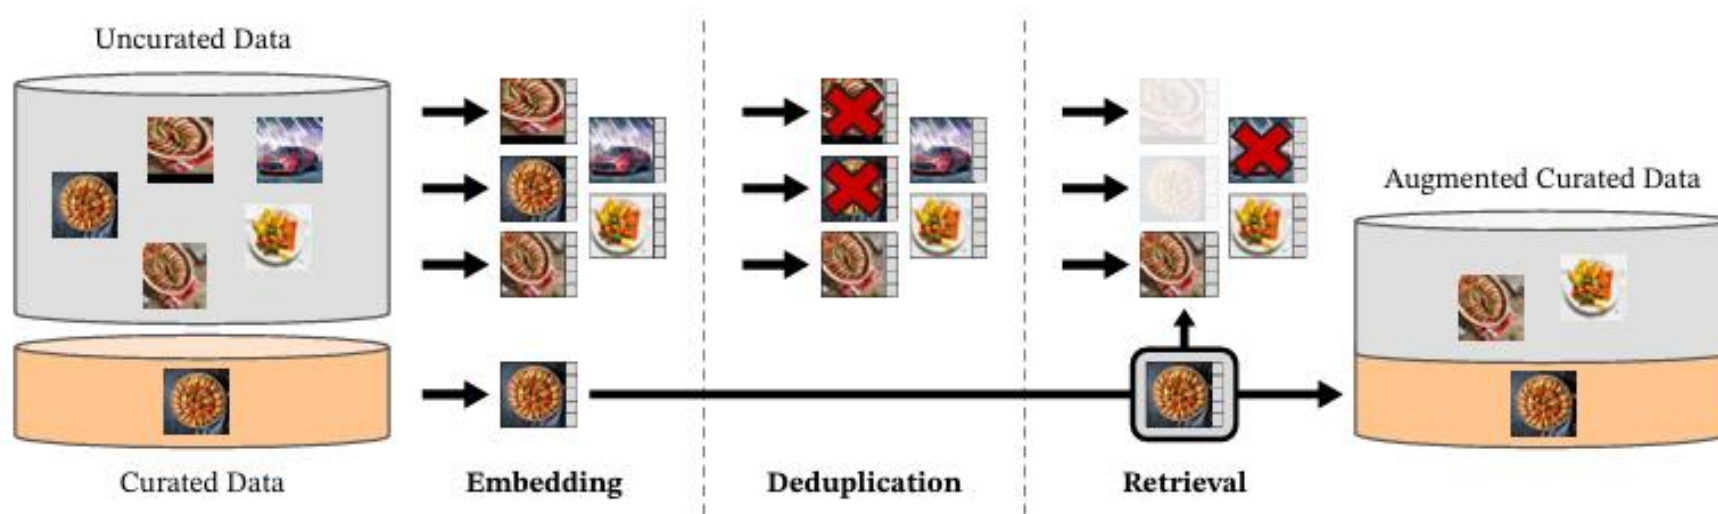 Uncurated Data
Augmented Curated Data
Curated Data
Embedding
Deduplication
Retrieval